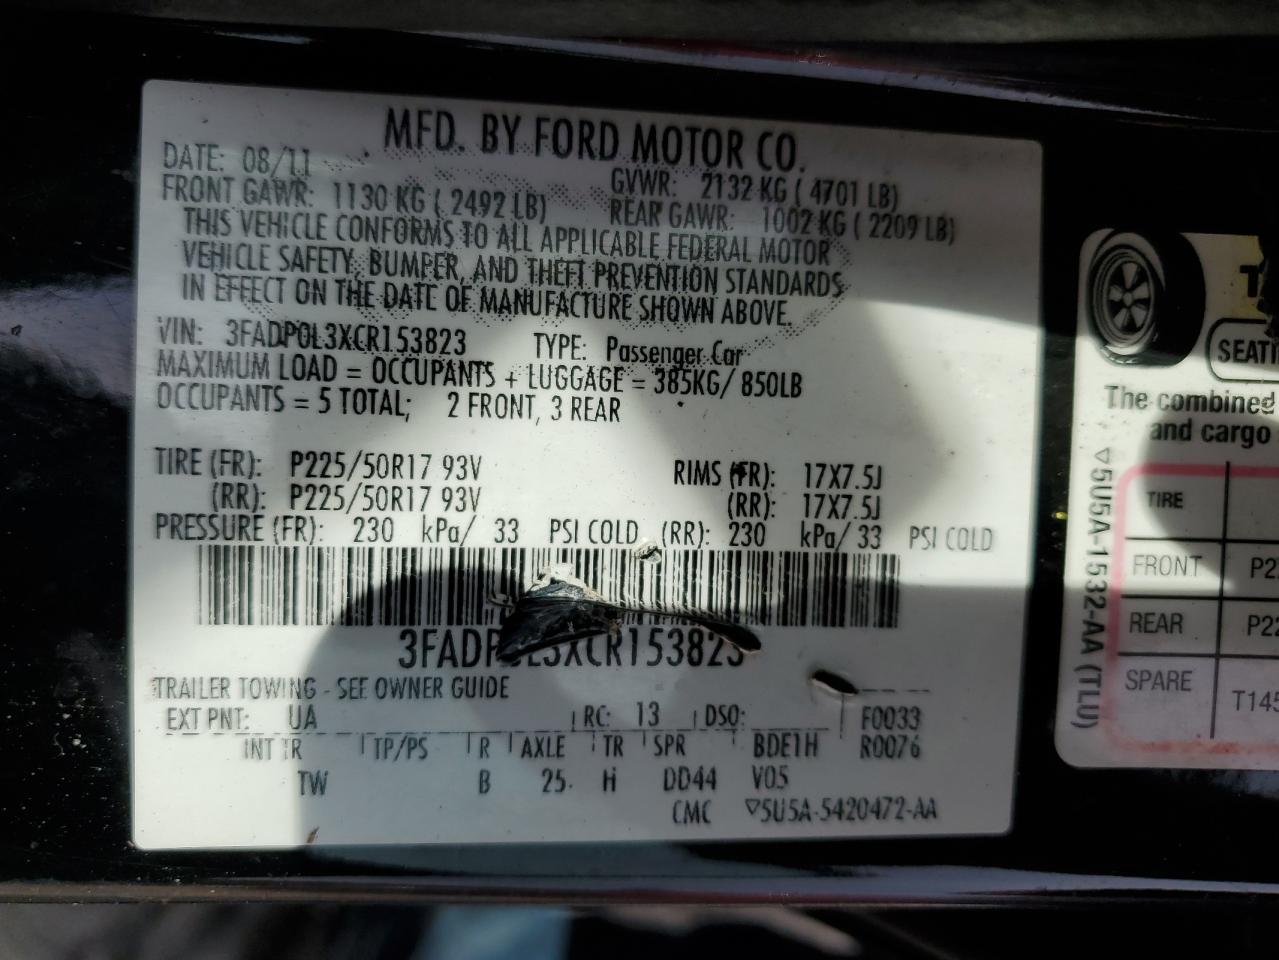 MFD. BY FORD MOTOR CO.
DATE: 08/11
GVWR: 2132 KG ( 4701 LB)
FRONT GAWR: 1130 KG ( 2492 LB)
REAR GAWR: 1002 KG ( 2209 LB)
THIS VEHICLE CONFORMS TO ALL APPLICABLE FEDERAL MOTOR
VEHICLE SAFETY, BUMPER, AND THEFT PREVENTION STANDARDS
IN EFFECT ON THE DATE OF MANUFACTURE SHOWN ABOVE.
VIN: 3FADP0L3XCR153823 TYPE: Passenger Car
MAXIMUM LOAD = OCCUPANTS + LUGGAGE = 385KG/ 850LB
OCCUPANTS = 5 TOTAL; 2 FRONT, 3 REAR
TIRE (FR): P225/50R17 93V RIMS (FR): 17X7.5J
(RR): P225/50R17 93V (RR): 17X7.5J
PRESSURE (FR): 230 kPa/ 33 PSI COLD (RR): 230 kPa/ 33 PSI COLD
3FADP0L3XCR153823
TRAILER TOWING - SEE OWNER GUIDE
EXT PNT: UA RC: 13 DSO: F0033
INT TR TP/PS R AXLE TR SPR BDE1H R0076
TW B 25 H DD44 V05
CMC ▽5U5A-5420472-AA
SEATI
The combined
and cargo
TIRE
FRONT P22
REAR P22
SPARE T145
▽5U5A-1532-AA (TLU)